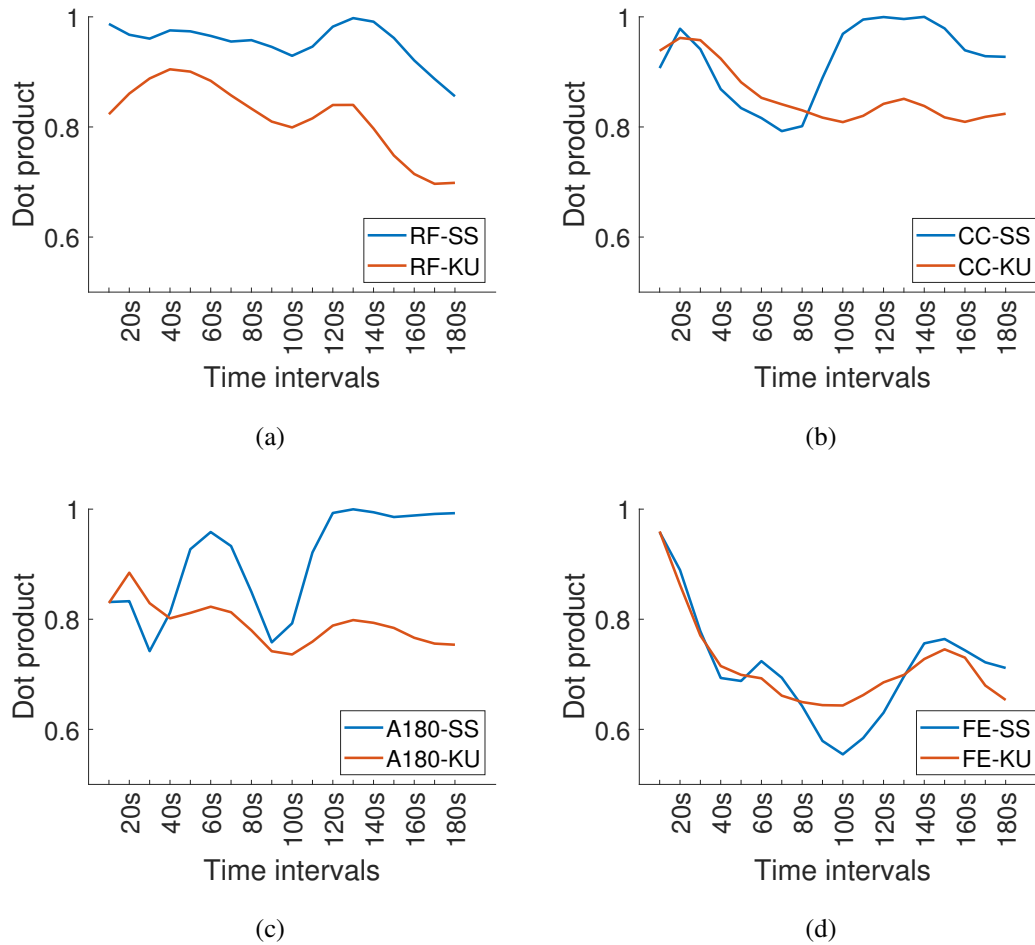 1
0.8
0.6
Dot product
RF-SS
RF-KU
20s 40s 60s 80s 100s 120s 140s 160s 180s
Time intervals
(a)
1
0.8
0.6
Dot product
CC-SS
CC-KU
20s 40s 60s 80s 100s 120s 140s 160s 180s
Time intervals
(b)
1
0.8
0.6
Dot product
A180-SS
A180-KU
20s 40s 60s 80s 100s 120s 140s 160s 180s
Time intervals
(c)
1
0.8
0.6
Dot product
FE-SS
FE-KU
20s 40s 60s 80s 100s 120s 140s 160s 180s
Time intervals
(d)